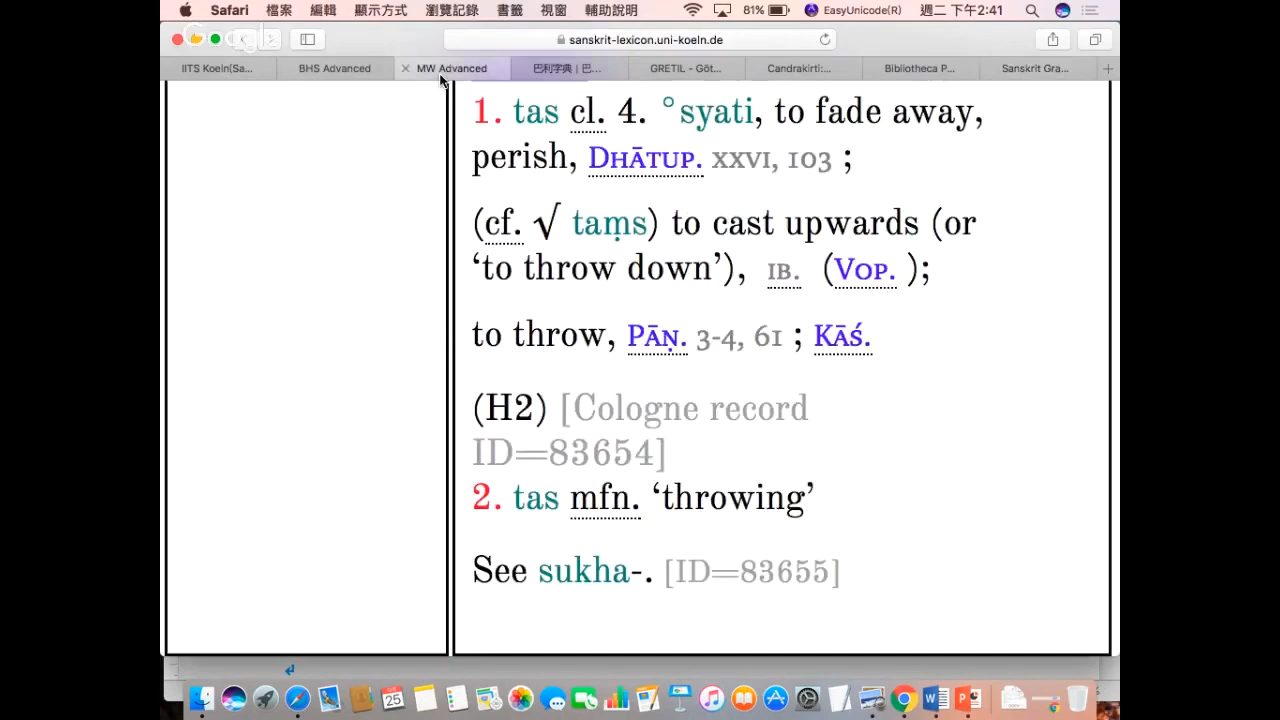 Safari 檔案 編輯 顯示方式 瀏覽記錄 書籤 視窗 輔助說明 81% EasyUnicode(R) 週二 下午2:41
sanskrit-lexicon.uni-koeln.de
IITS Koeln(Sa... BHS Advanced MW Advanced 巴利字典 | 巴... GRETIL – Göt... Candrakirti:... Bibliotheca P... Sanskrit Gra...
1. tas cl. 4. °syati, to fade away,
perish, Dhātup. xxvi, 103 ;
(cf. √ taṃs) to cast upwards (or
‘to throw down’), ib. (Vop. );
to throw, Pāṇ. 3-4, 61 ; Kāś.
(H2) [Cologne record
ID=83654]
2. tas mfn. ‘throwing’
See sukha-. [ID=83655]
25